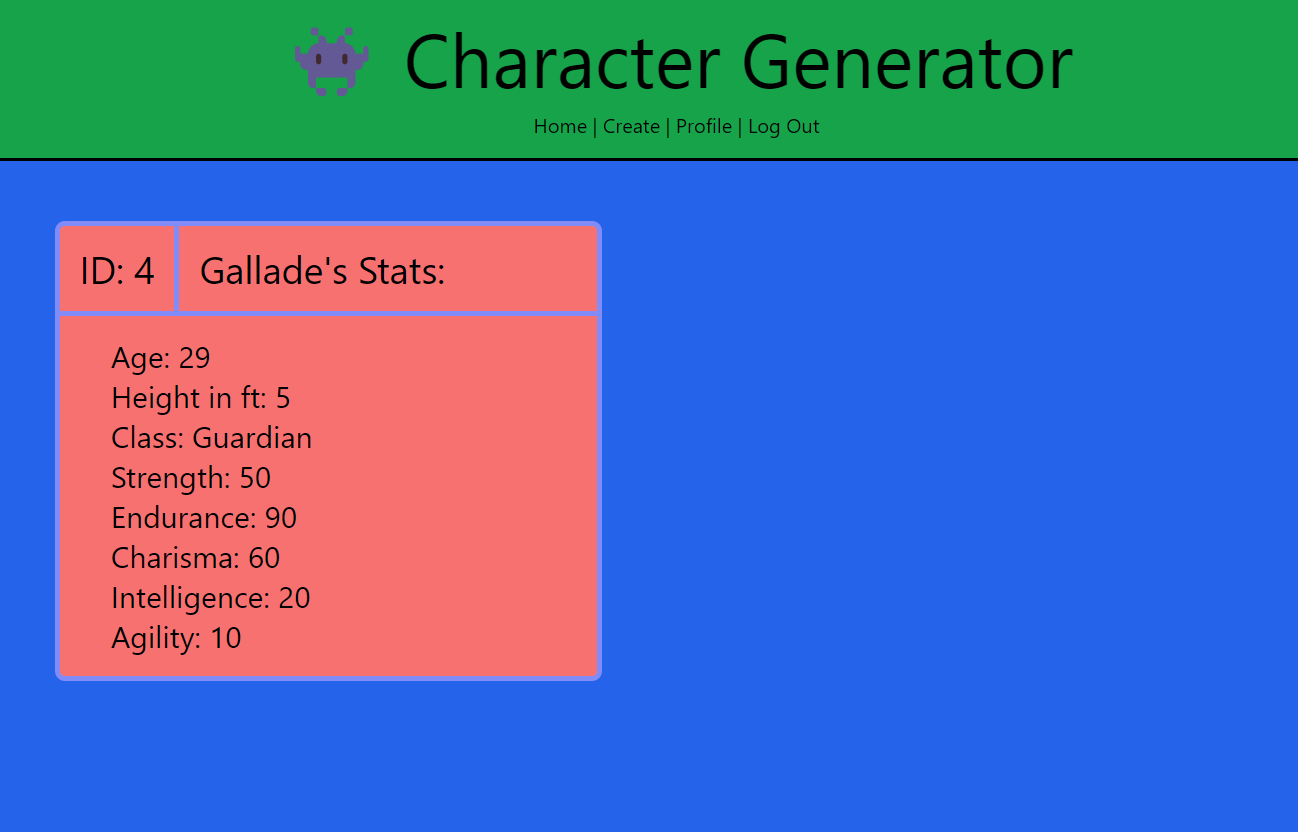 Character Generator
Home | Create | Profile | Log Out
ID: 4
Gallade's Stats:
Age: 29
Height in ft: 5
Class: Guardian
Strength: 50
Endurance: 90
Charisma: 60
Intelligence: 20
Agility: 10